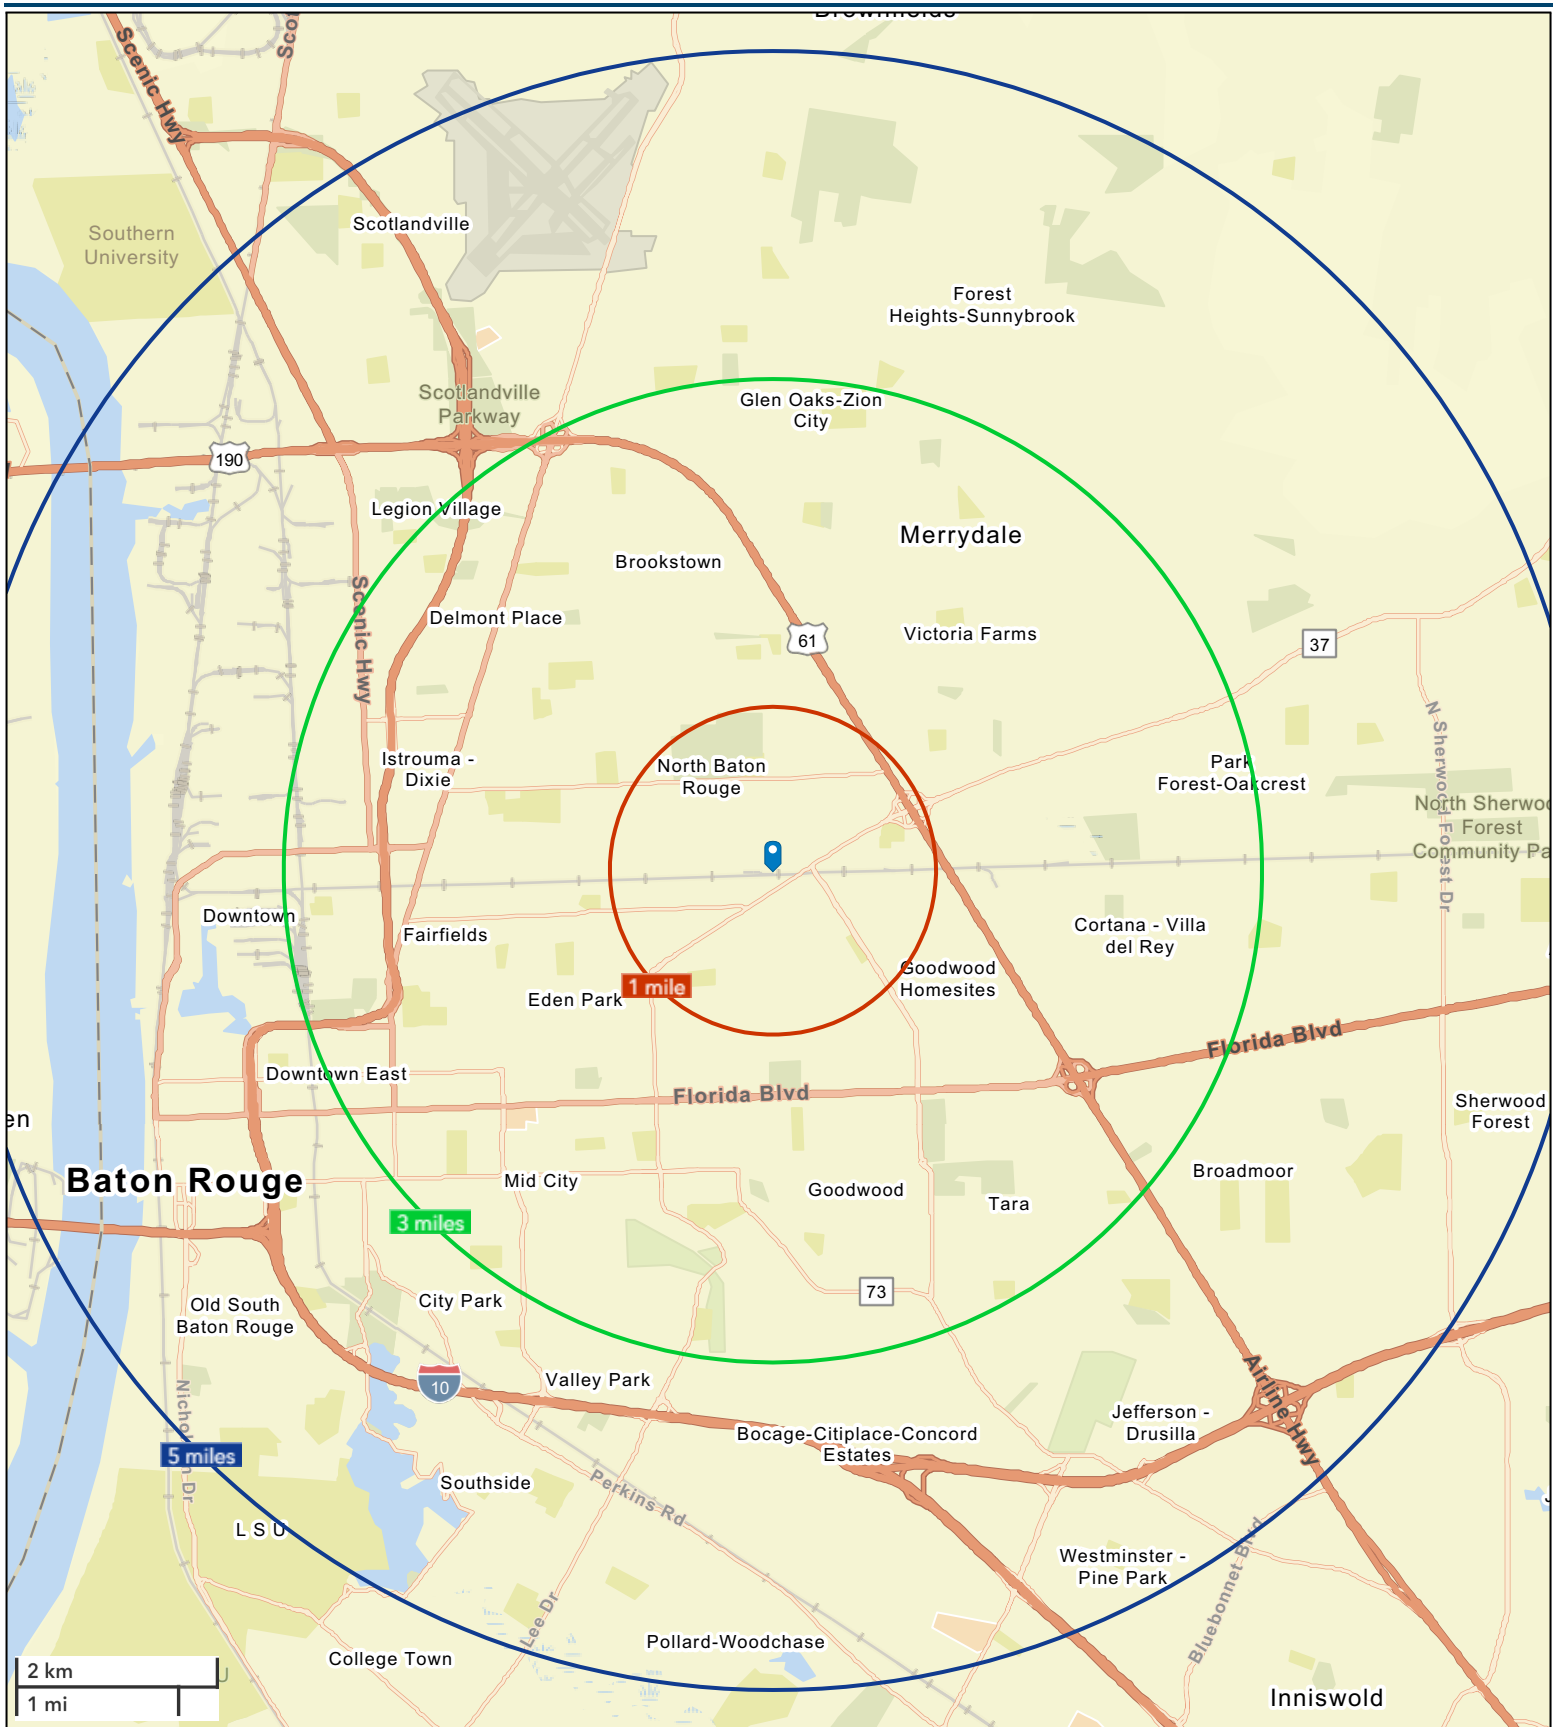 Scenic Hwy
Southern
University
Scotlandville
Forest
Heights-Sunnybrook
Scotlandville
Parkway
Glen Oaks-Zion
City
190
Legion Village
Merrydale
Brookstown
Scenic Hwy
Delmont Place
61
Victoria Farms
37
N Sherwood Forest Dr
Istrouma -
Dixie
North Baton
Rouge
Park
Forest-Oakcrest
North Sherwoo
Forest
Community Pa
Downtown
Fairfields
Cortana - Villa
del Rey
Goodwood
Homesites
1 mile
Eden Park
Florida Blvd
Downtown East
Florida Blvd
Sherwood
Forest
en
Baton Rouge
Mid City
Goodwood
Tara
Broadmoor
3 miles
73
City Park
Old South
Baton Rouge
Valley Park
10
Airline Hwy
Jefferson -
Drusilla
Bocage-Citiplace-Concord
Estates
5 miles
Southside
Perkins Rd
L S U
Westminster -
Pine Park
Bluebonnet Blvd
Lee Dr
Pollard-Woodchase
College Town
2 km
1 mi
Inniswold